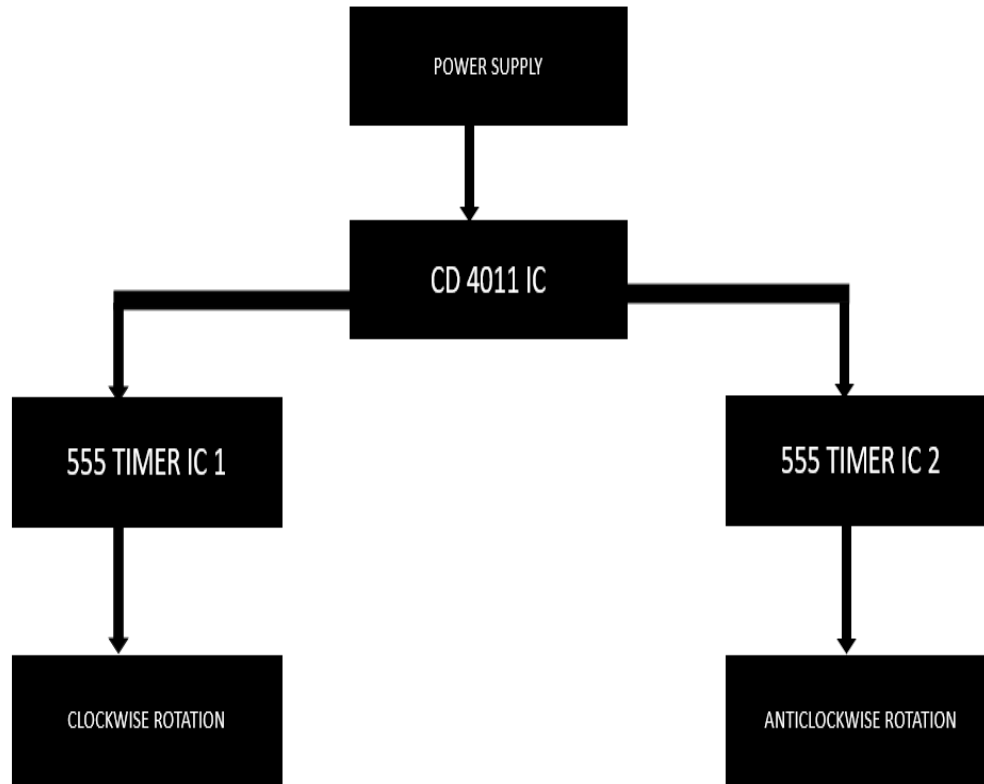 POWER SUPPLY
CD 4011 IC
555 TIMER IC 1
555 TIMER IC 2
CLOCKWISE ROTATION
ANTICLOCKWISE ROTATION